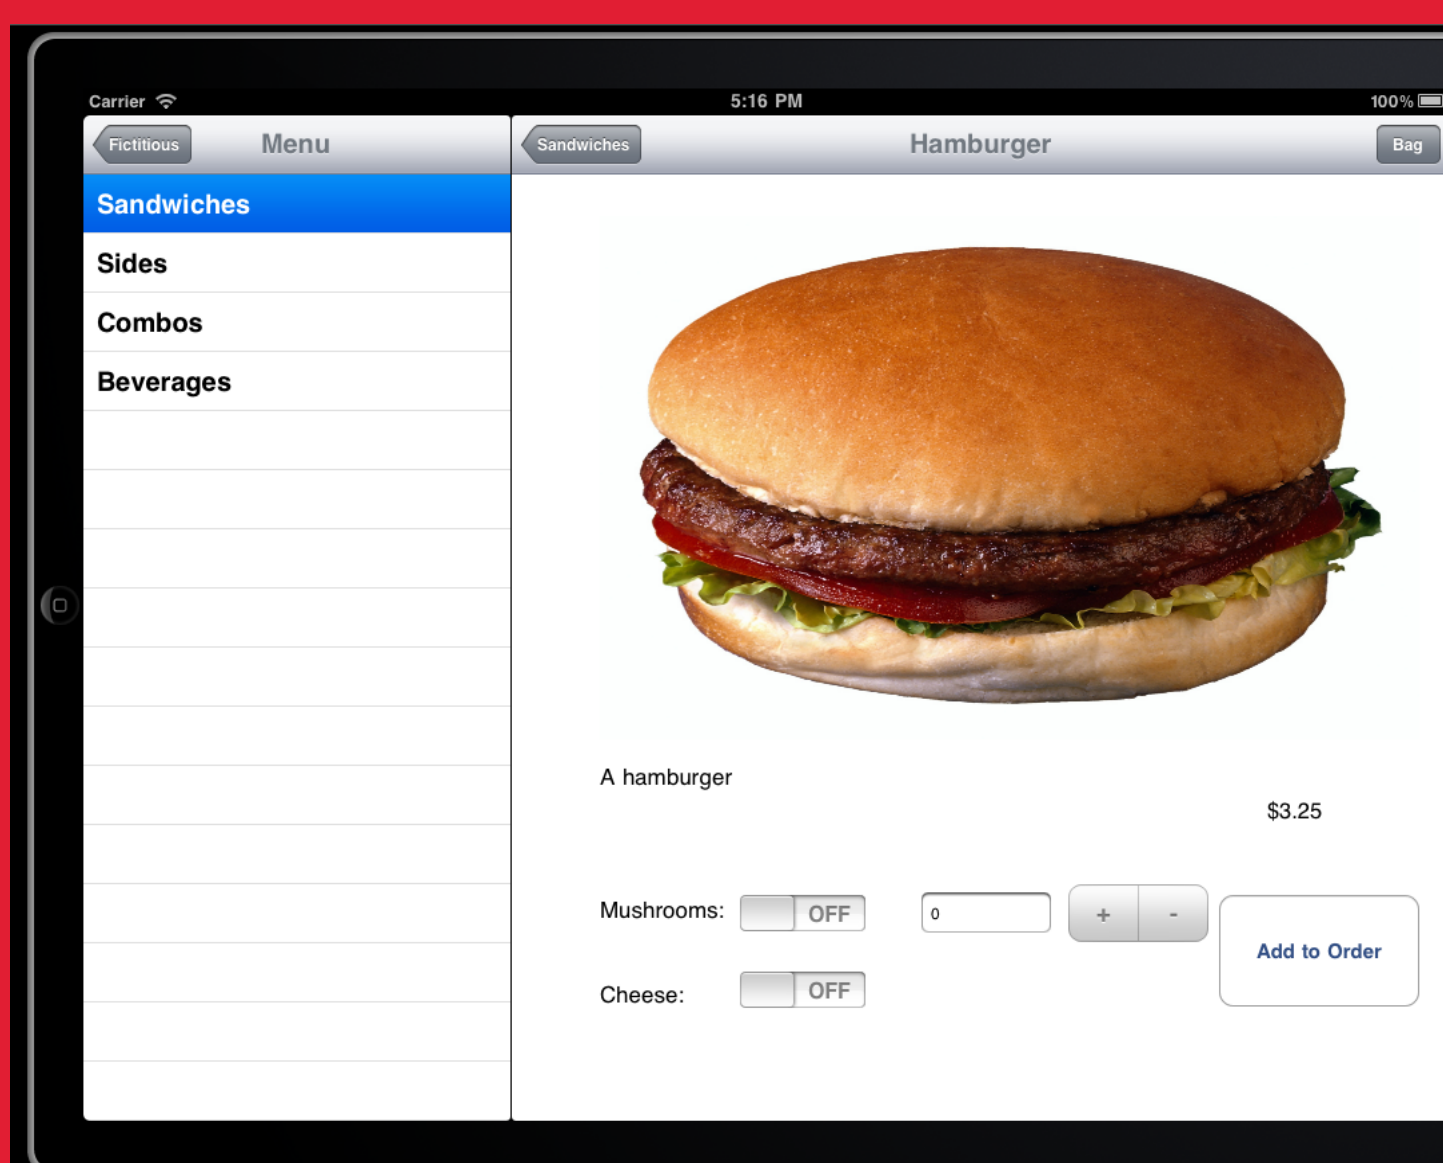 Carrier 5:16 PM 100%
Fictitious Menu Sandwiches Hamburger Bag
Sandwiches
Sides
Combos
Beverages
A hamburger
$3.25
Mushrooms: OFF 0 + -
Add to Order
Cheese: OFF